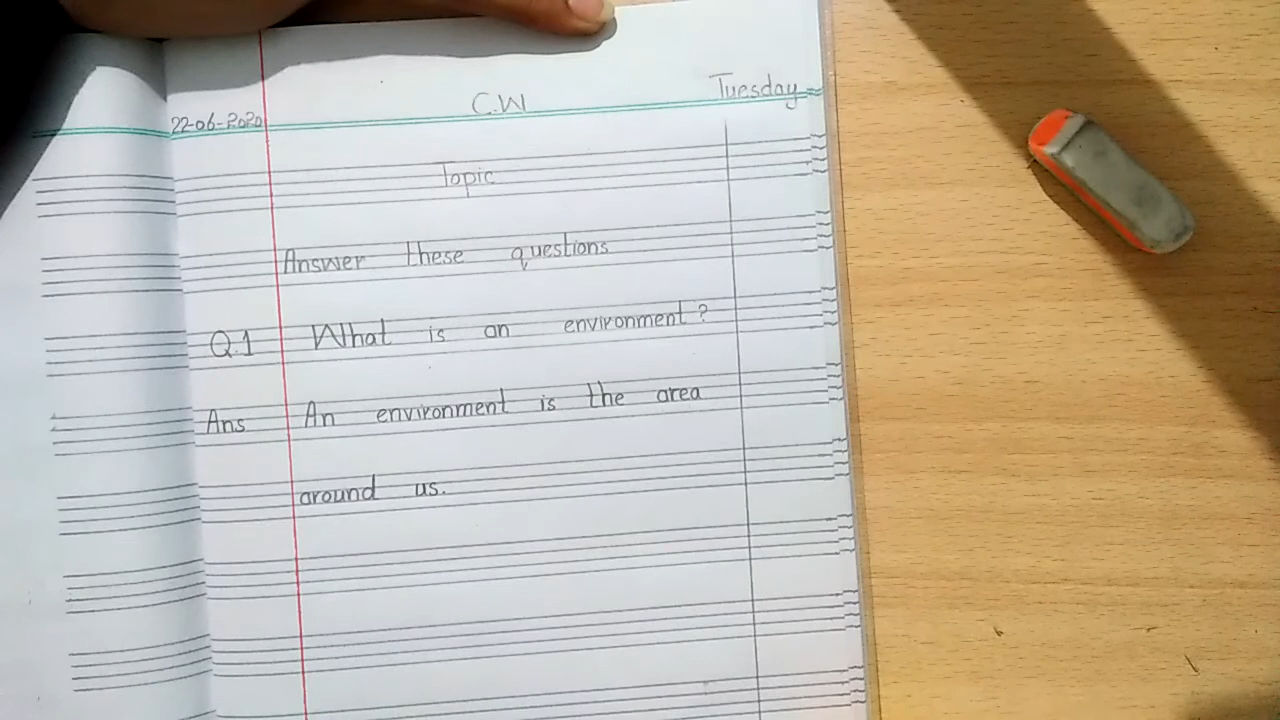 22-06-2020 C.W Tuesday
Topic
Answer these questions
Q.1 What is an environment?
Ans An environment is the area
around us.